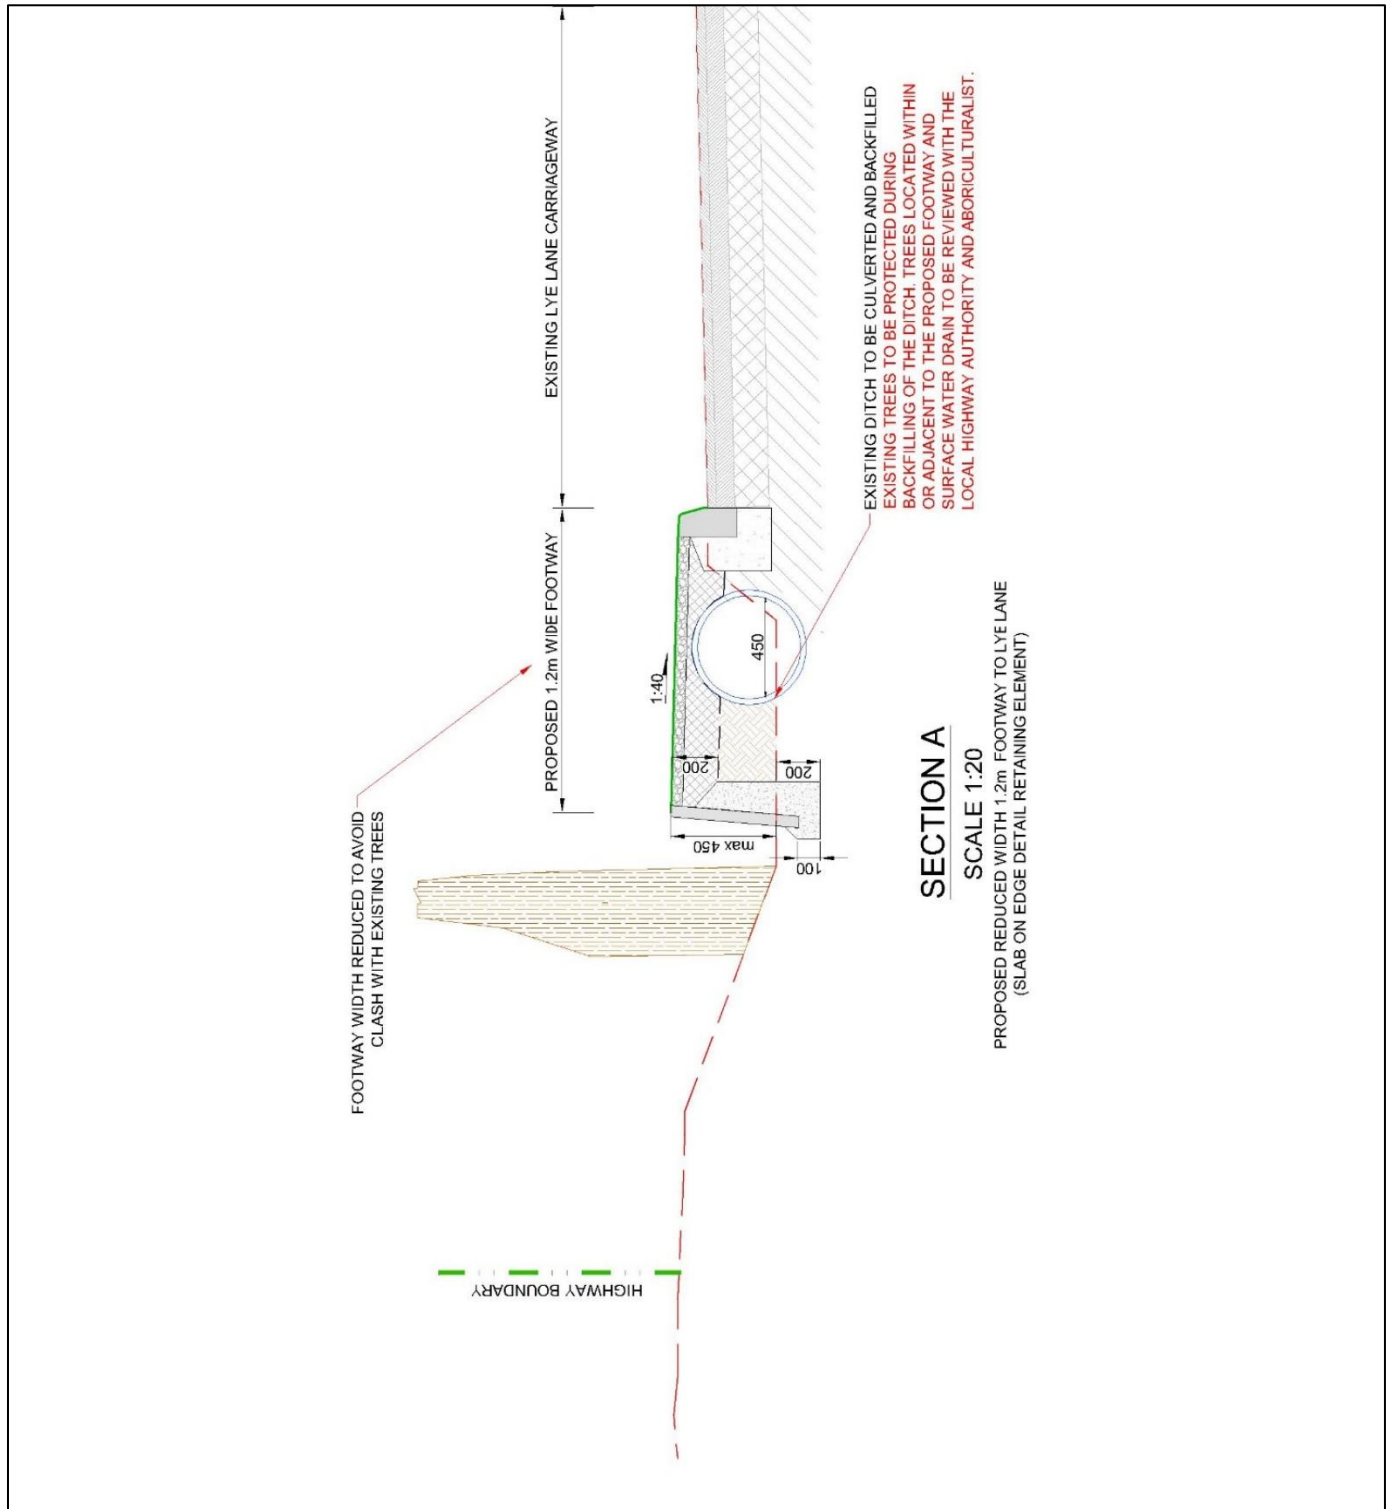 FOOTWAY WIDTH REDUCED TO AVOID
CLASH WITH EXISTING TREES
PROPOSED 1.2m WIDE FOOTWAY
EXISTING LYE LANE CARRIAGEWAY
HIGHWAY BOUNDARY
1:40
max 450
200
450
200
100
EXISTING DITCH TO BE CULVERTED AND BACKFILLED
EXISTING TREES TO BE PROTECTED DURING
BACKFILLING OF THE DITCH. TREES LOCATED WITHIN
OR ADJACENT TO THE PROPOSED FOOTWAY AND
SURFACE WATER DRAIN TO BE REVIEWED WITH THE
LOCAL HIGHWAY AUTHORITY AND ABORICULTURALIST.
SECTION A
SCALE 1:20
PROPOSED REDUCED WIDTH 1.2m FOOTWAY TO LYE LANE
(SLAB ON EDGE DETAIL RETAINING ELEMENT)